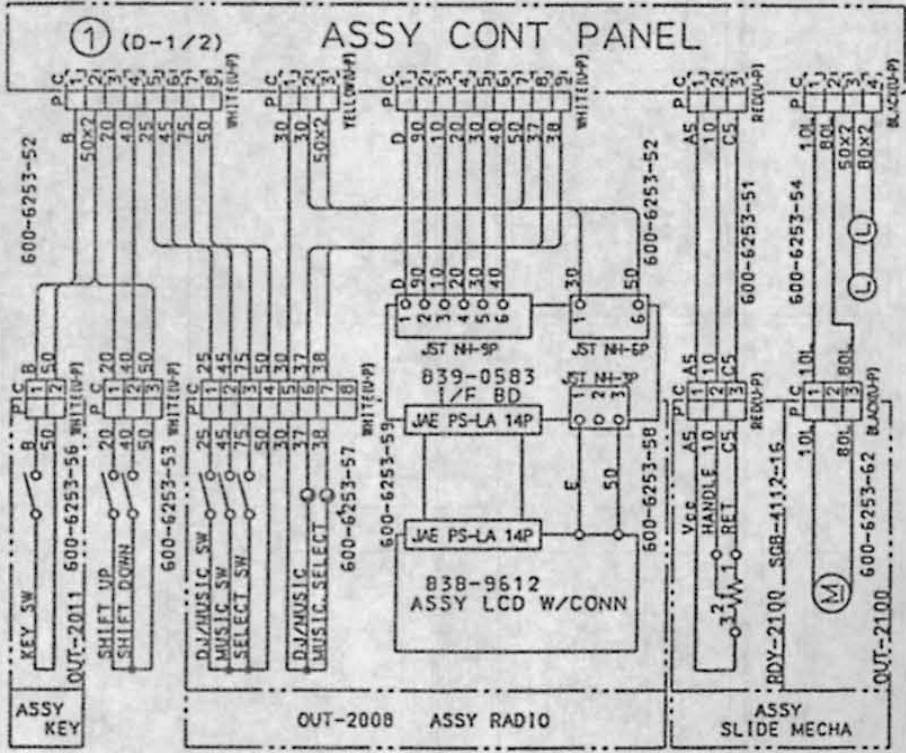 1 (D-1/2) ASSY CONT PANEL
C 1 2 3 4 5 6 7 8
P
WHITE(U-P)
C 1 2 3
P
YELLOW(U-P)
C 1 2 3 4 5 6 7 8 9
P
WHITE(U-P)
C 1 2 3
P
RED(U-P)
C 1 2 3 4
P
BLACK(U-P)
B 50×2 20 40 25 45 75 50
30 30 50×2
D 90 10 20 30 40 50 37 38
A5 10 C5
10L 80L 50×2 80×2
600-6253-52
600-6253-52
600-6253-51
600-6253-54
L L
30 50
D 90 10 20 30 40
1 2 3 4 5 6
1 6
JST NH-9P
JST NH-6P
839-0583
I/F BD
JST NH-3P
1 2 3
JAE PS-LA 14P
B 50
20 40 50
25 45 75 50 30 37 38
A5 10 C5
10L 80L
C 1 2
P
WHITE(U-P)
C 1 2 3
P
WHITE(U-P)
C 1 2 3 4 5 6 7 8
P
WHITE(U-P)
C 1 2 3
P
RED(U-P)
C 1 2 3
P
BLACK(U-P)
B 50
20 40 50
25 45 75 50 30 37 38
E 50
A5 10 C5
10L 80L
600-6253-56
600-6253-53
600-6253-57
600-6253-59
600-6253-58
SGB-4112-16
600-6253-62
JAE PS-LA 14P
838-9612
ASSY LCD W/CONN
KEY SW
SHIFT UP
SHIFT DOWN
DJ/MUSIC SW
MUSIC SW
SELECT SW
DJ/MUSIC
MUSIC.SELECT
Vcc
HANDLE
RET
3 2 1
M
OUT-2011
RDY-2100
OUT-2100
ASSY
KEY
OUT-2008 ASSY RADIO
ASSY
SLIDE MECHA